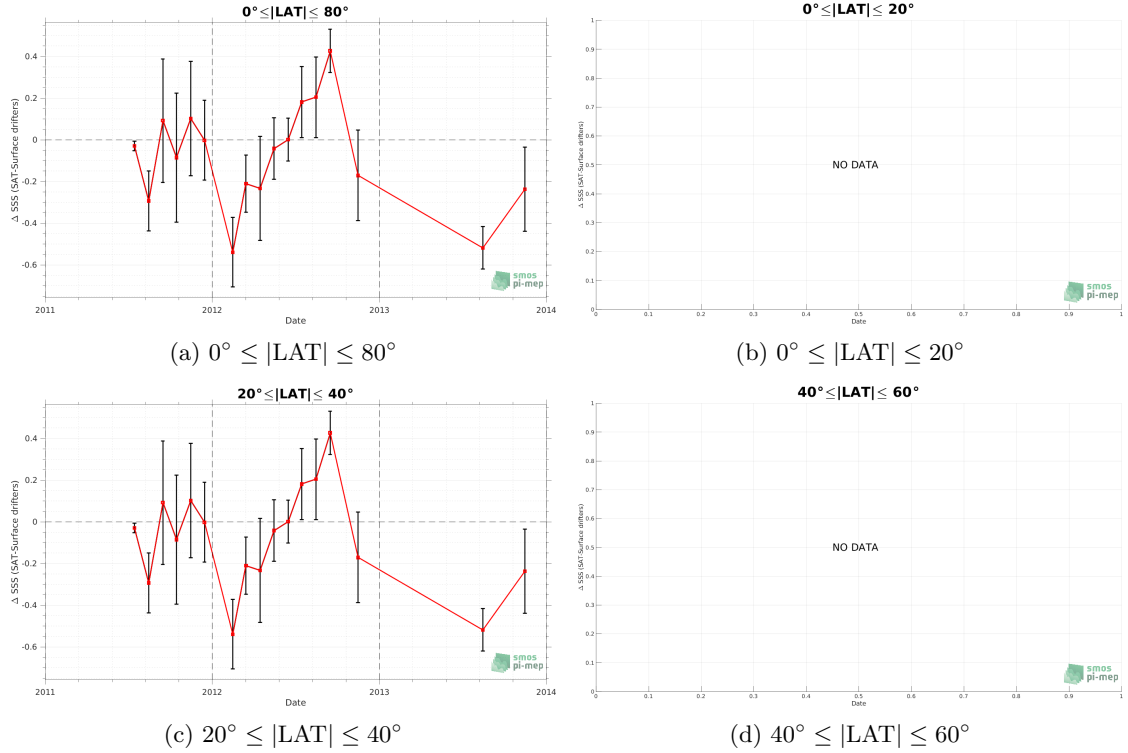 0°≤|LAT|≤ 80°
0.4
0.2
0
-0.2
-0.4
-0.6
Δ SSS (SAT-Surface drifters)
smos
pi-mep
2011
2012
2013
2014
Date
(a) 0° ≤ |LAT| ≤ 80°
0°≤|LAT|≤ 20°
1
0.9
0.8
0.7
0.6
0.5
0.4
0.3
0.2
0.1
0
Δ SSS (SAT-Surface drifters)
NO DATA
smos
pi-mep
0
0.1
0.2
0.3
0.4
0.5
0.6
0.7
0.8
0.9
1
Date
(b) 0° ≤ |LAT| ≤ 20°
20°≤|LAT|≤ 40°
0.4
0.2
0
-0.2
-0.4
-0.6
Δ SSS (SAT-Surface drifters)
smos
pi-mep
2011
2012
2013
2014
Date
(c) 20° ≤ |LAT| ≤ 40°
40°≤|LAT|≤ 60°
1
0.9
0.8
0.7
0.6
0.5
0.4
0.3
0.2
0.1
0
Δ SSS (SAT-Surface drifters)
NO DATA
smos
pi-mep
0
0.1
0.2
0.3
0.4
0.5
0.6
0.7
0.8
0.9
1
Date
(d) 40° ≤ |LAT| ≤ 60°